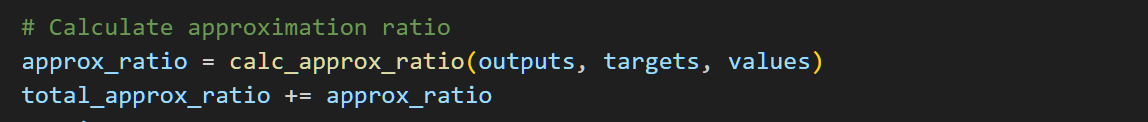 # Calculate approximation ratio
approx_ratio = calc_approx_ratio(outputs, targets, values)
total_approx_ratio += approx_ratio